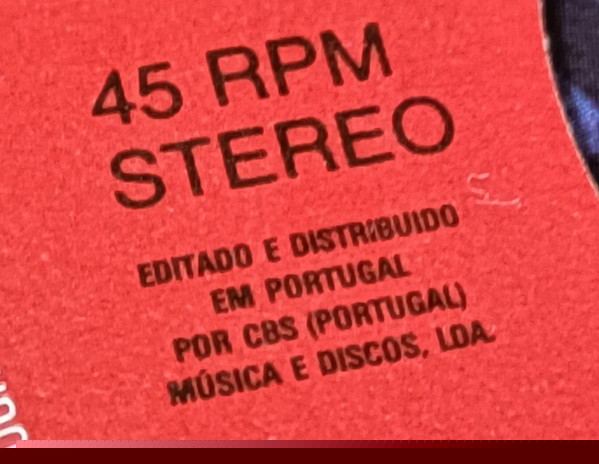 45 RPM
STEREO
EDITADO E DISTRIBUIDO
EM PORTUGAL
POR CBS (PORTUGAL)
MÚSICA E DISCOS, LDA.